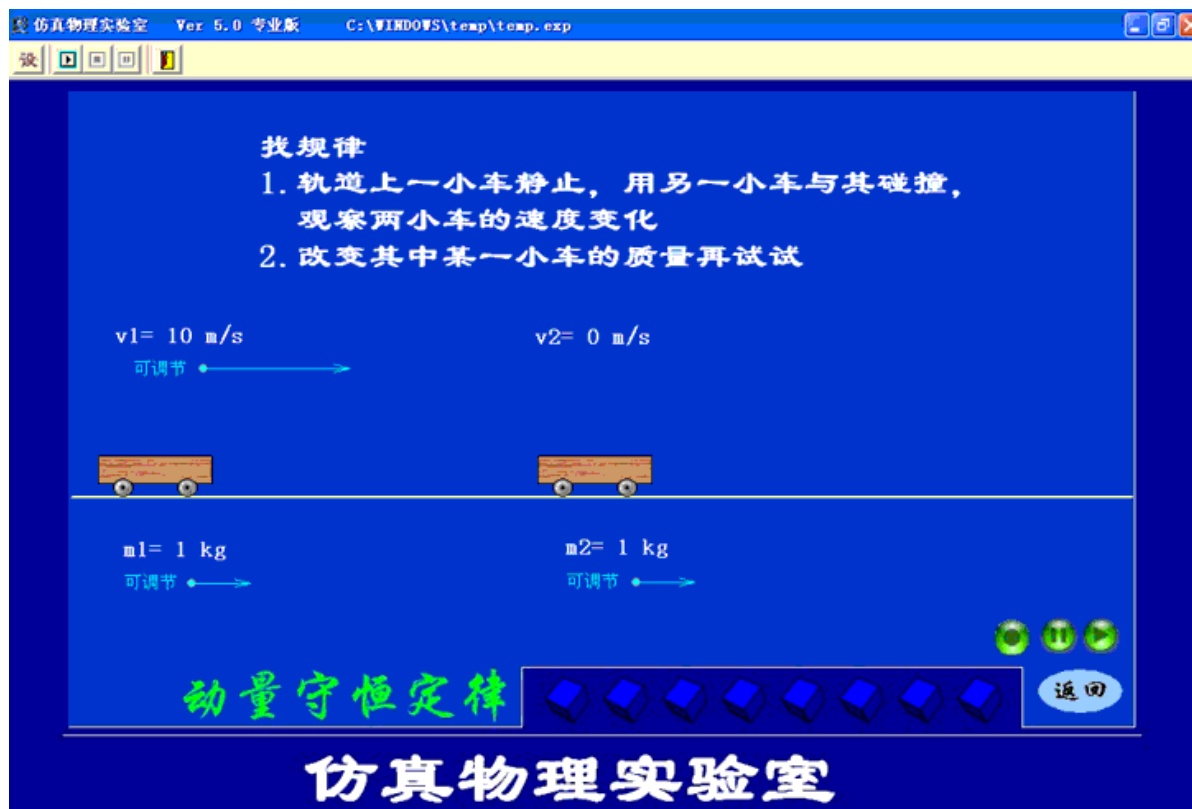 仿真物理实验室 Ver 5.0 专业版 C:\WINDOWS\temp\temp.exp
设
找规律
1. 轨道上一小车静止，用另一小车与其碰撞，
观察两小车的速度变化
2. 改变其中某一小车的质量再试试
v1= 10 m/s
v2= 0 m/s
可调节
m1= 1 kg
m2= 1 kg
可调节
可调节
动量守恒定律
返回
仿真物理实验室